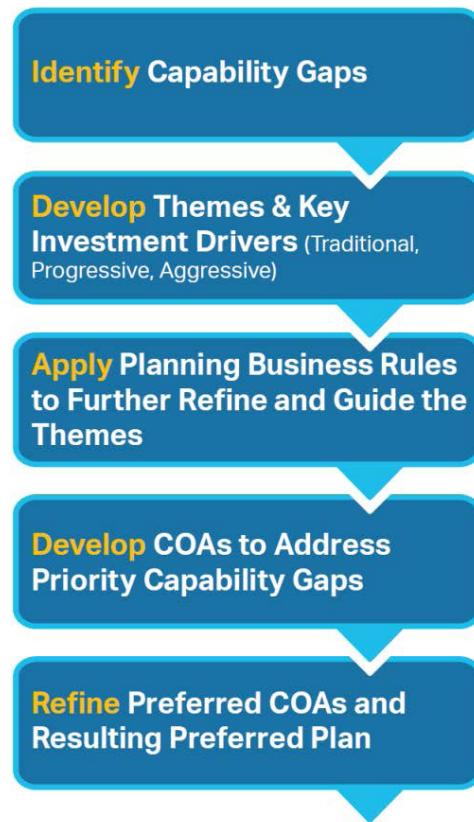 Identify Capability Gaps
Develop Themes & Key
Investment Drivers (Traditional,
Progressive, Aggressive)
Apply Planning Business Rules
to Further Refine and Guide the
Themes
Develop COAs to Address
Priority Capability Gaps
Refine Preferred COAs and
Resulting Preferred Plan